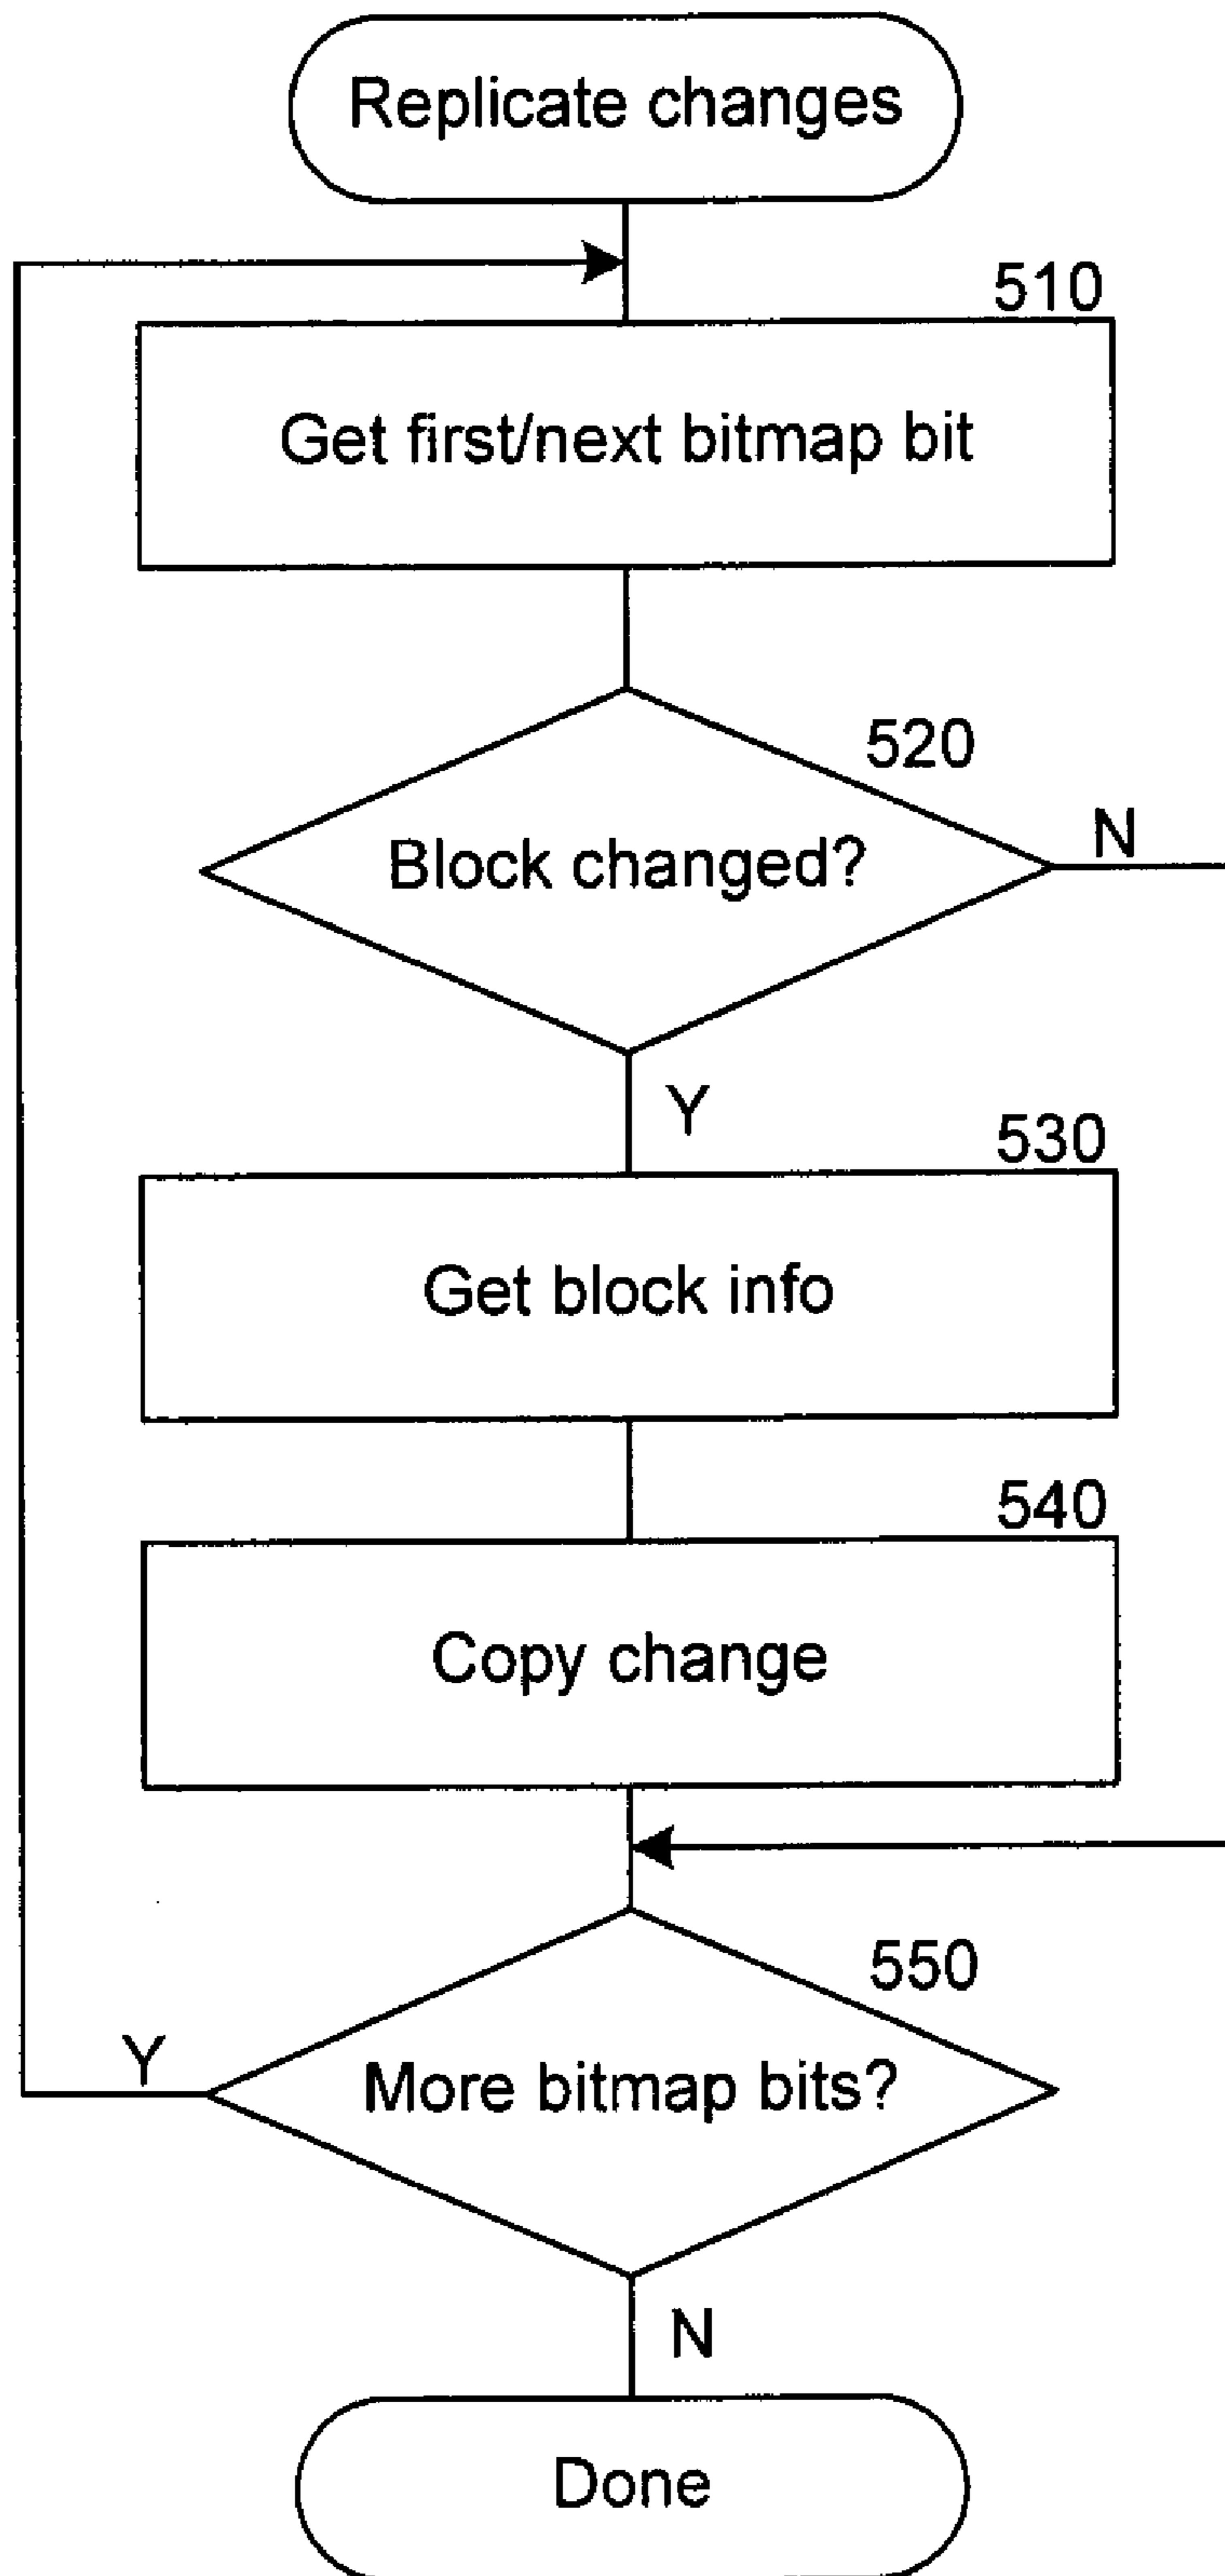 Replicate changes
510
Get first/next bitmap bit
520
Block changed?
N
Y
530
Get block info
540
Copy change
550
More bitmap bits?
Y
N
Done